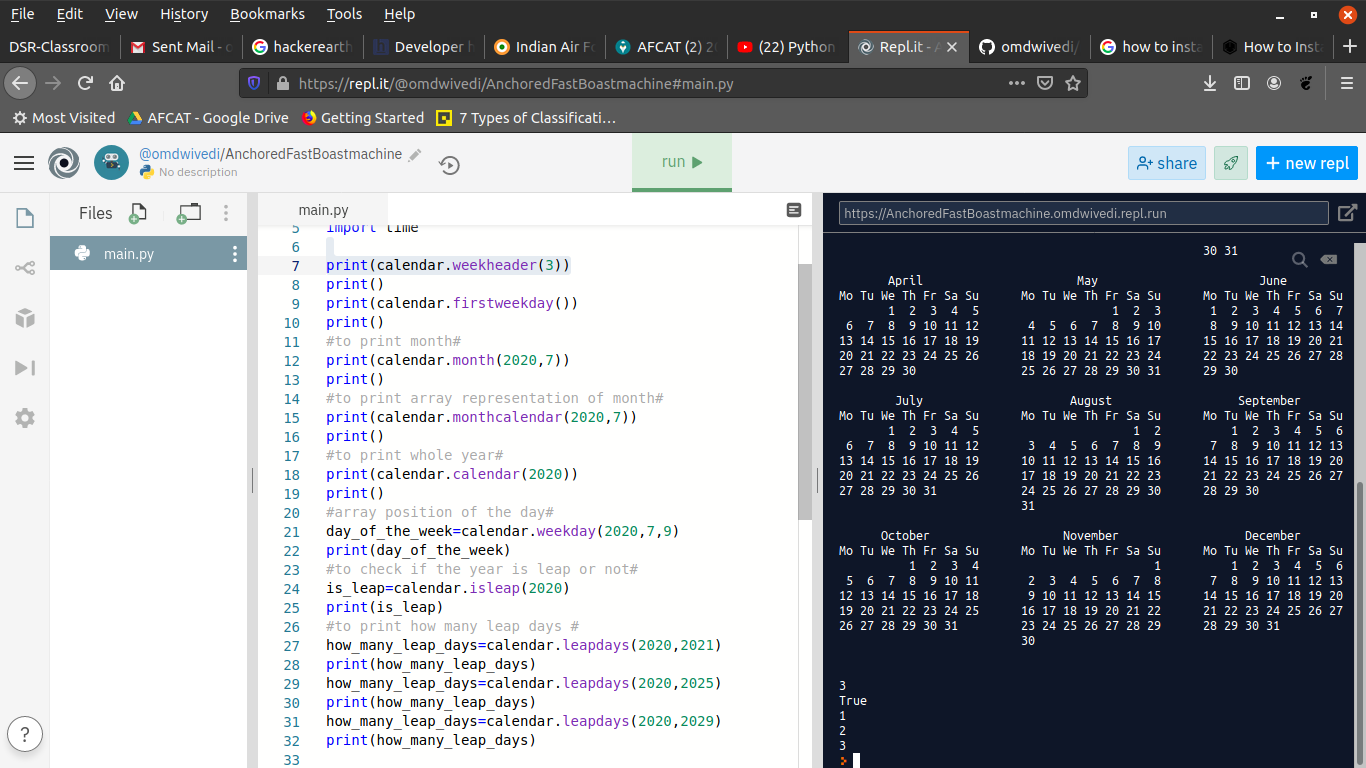 File Edit View History Bookmarks Tools Help
DSR-Classroom Sent Mail - hackerearth Developer Indian Air Fo AFCAT (2) 2 (22) Python Repl.it - omdwivedi/ how to insta How to Inst
https://repl.it/@omdwivedi/AnchoredFastBoastmachine#main.py
Most Visited AFCAT - Google Drive Getting Started 7 Types of Classificati…
@omdwivedi/AnchoredFastBoastmachine
No description
run
share
+ new repl
Files
main.py
main.py
5 import time
6
7 print(calendar.weekheader(3))
8 print()
9 print(calendar.firstweekday())
10 print()
11 #to print month#
12 print(calendar.month(2020,7))
13 print()
14 #to print array representation of month#
15 print(calendar.monthcalendar(2020,7))
16 print()
17 #to print whole year#
18 print(calendar.calendar(2020))
19 print()
20 #array position of the day#
21 day_of_the_week=calendar.weekday(2020,7,9)
22 print(day_of_the_week)
23 #to check if the year is leap or not#
24 is_leap=calendar.isleap(2020)
25 print(is_leap)
26 #to print how many leap days #
27 how_many_leap_days=calendar.leapdays(2020,2021)
28 print(how_many_leap_days)
29 how_many_leap_days=calendar.leapdays(2020,2025)
30 print(how_many_leap_days)
31 how_many_leap_days=calendar.leapdays(2020,2029)
32 print(how_many_leap_days)
33
?
https://AnchoredFastBoastmachine.omdwivedi.repl.run
30 31
April May June
Mo Tu We Th Fr Sa Su Mo Tu We Th Fr Sa Su Mo Tu We Th Fr Sa Su
1 2 3 4 5 1 2 3 1 2 3 4 5 6 7
6 7 8 9 10 11 12 4 5 6 7 8 9 10 8 9 10 11 12 13 14
13 14 15 16 17 18 19 11 12 13 14 15 16 17 15 16 17 18 19 20 21
20 21 22 23 24 25 26 18 19 20 21 22 23 24 22 23 24 25 26 27 28
27 28 29 30 25 26 27 28 29 30 31 29 30
July August September
Mo Tu We Th Fr Sa Su Mo Tu We Th Fr Sa Su Mo Tu We Th Fr Sa Su
1 2 3 4 5 1 2 1 2 3 4 5 6
6 7 8 9 10 11 12 3 4 5 6 7 8 9 7 8 9 10 11 12 13
13 14 15 16 17 18 19 10 11 12 13 14 15 16 14 15 16 17 18 19 20
20 21 22 23 24 25 26 17 18 19 20 21 22 23 21 22 23 24 25 26 27
27 28 29 30 31 24 25 26 27 28 29 30 28 29 30
31
October November December
Mo Tu We Th Fr Sa Su Mo Tu We Th Fr Sa Su Mo Tu We Th Fr Sa Su
1 2 3 4 1 1 2 3 4 5 6
5 6 7 8 9 10 11 2 3 4 5 6 7 8 7 8 9 10 11 12 13
12 13 14 15 16 17 18 9 10 11 12 13 14 15 14 15 16 17 18 19 20
19 20 21 22 23 24 25 16 17 18 19 20 21 22 21 22 23 24 25 26 27
26 27 28 29 30 31 23 24 25 26 27 28 29 28 29 30 31
30
3
True
1
2
3